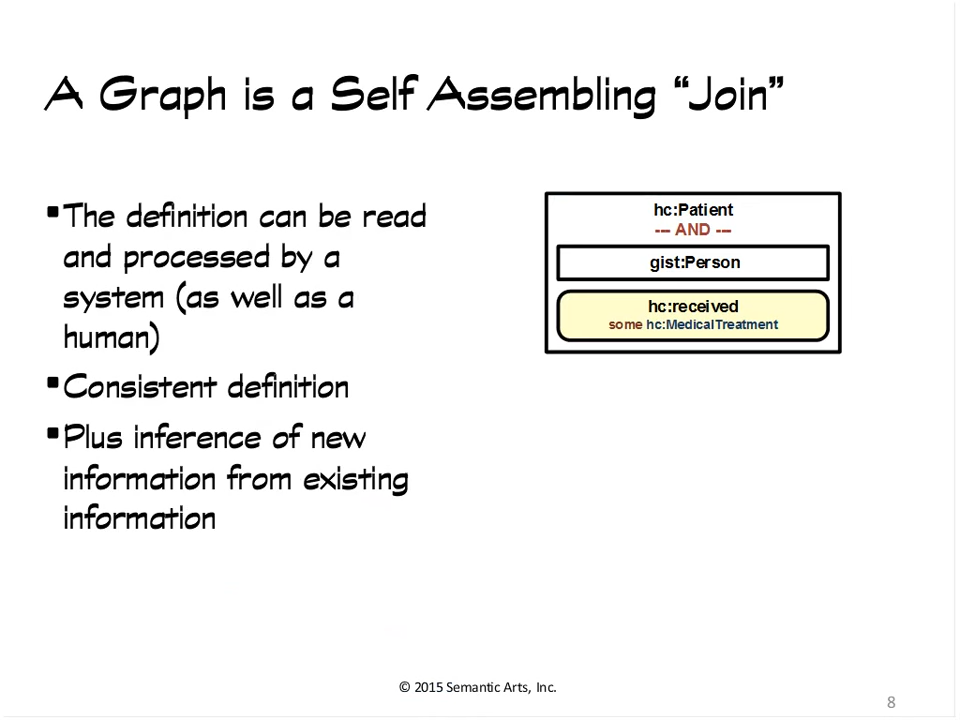 A Graph is a Self Assembling “Join”
▪The definition can be read
and processed by a
system (as well as a
human)
▪Consistent definition
▪Plus inference of new
information from existing
information
hc:Patient
--- AND ---
gist:Person
hc:received
some hc:MedicalTreatment
© 2015 Semantic Arts, Inc.
8